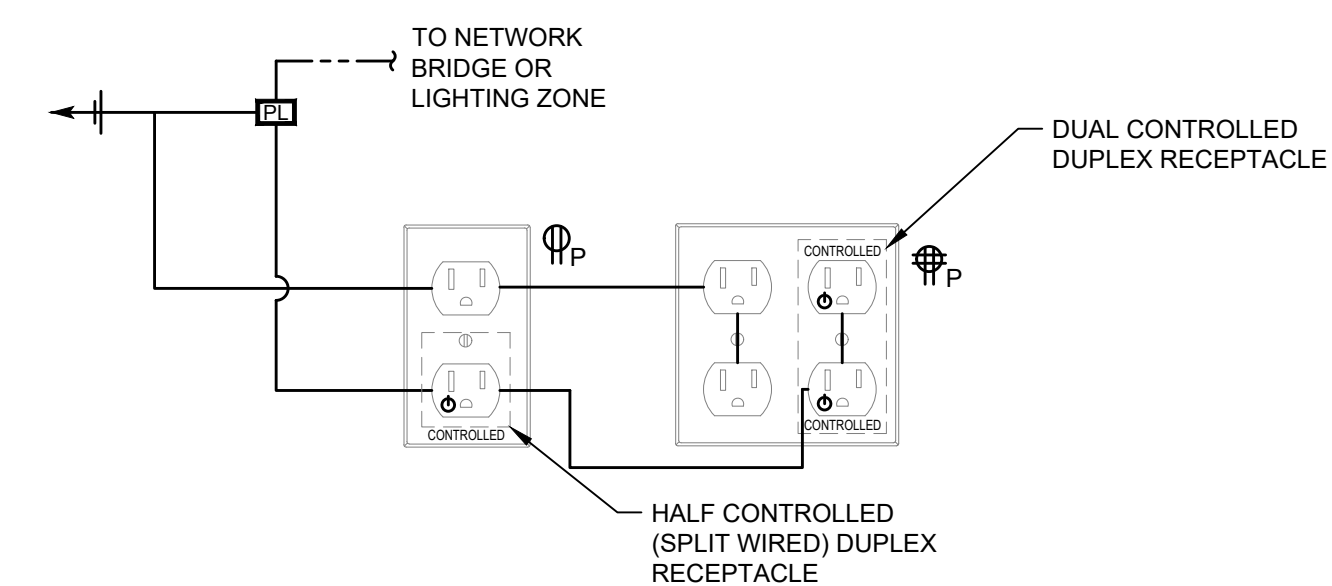 TO NETWORK
BRIDGE OR
LIGHTING ZONE
PL
DUAL CONTROLLED
DUPLEX RECEPTACLE
P
CONTROLLED
P
CONTROLLED
CONTROLLED
HALF CONTROLLED
(SPLIT WIRED) DUPLEX
RECEPTACLE